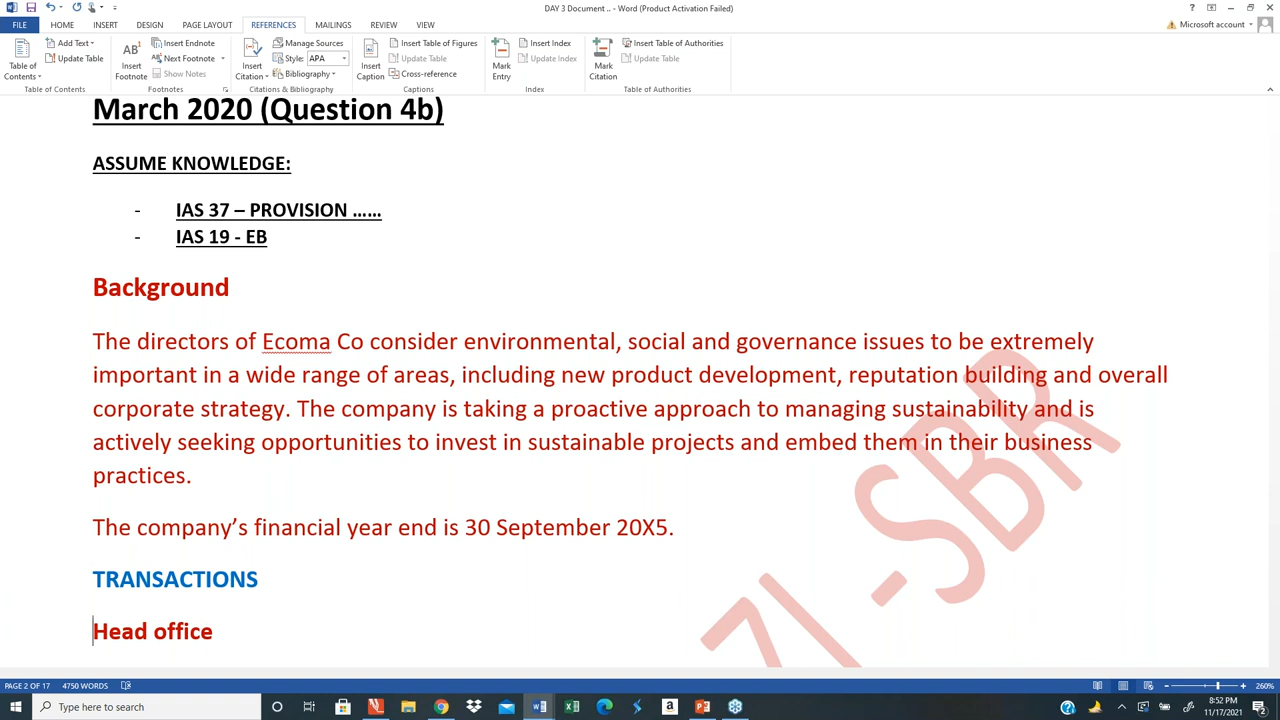 DAY 3 Document .. - Word (Product Activation Failed)
FILE HOME INSERT DESIGN PAGE LAYOUT REFERENCES MAILINGS REVIEW VIEW Microsoft account
Table of Contents
Add Text
Update Table
Table of Contents
AB1
Insert Footnote
Insert Endnote
Next Footnote
Show Notes
Footnotes
Insert Citation
Manage Sources
Style: APA
Bibliography
Citations & Bibliography
Insert Caption
Insert Table of Figures
Update Table
Cross-reference
Captions
Mark Entry
Insert Index
Update Index
Index
Mark Citation
Insert Table of Authorities
Update Table
Table of Authorities
March 2020 (Question 4b)
ASSUME KNOWLEDGE:
- IAS 37 – PROVISION ……
- IAS 19 - EB
Background
The directors of Ecoma Co consider environmental, social and governance issues to be extremely
important in a wide range of areas, including new product development, reputation building and overall
corporate strategy. The company is taking a proactive approach to managing sustainability and is
actively seeking opportunities to invest in sustainable projects and embed them in their business
practices.
The company’s financial year end is 30 September 20X5.
TRANSACTIONS
Head office
ZI -SBR
PAGE 2 OF 17 4750 WORDS 260%
Type here to search
8:52 PM
11/17/2021